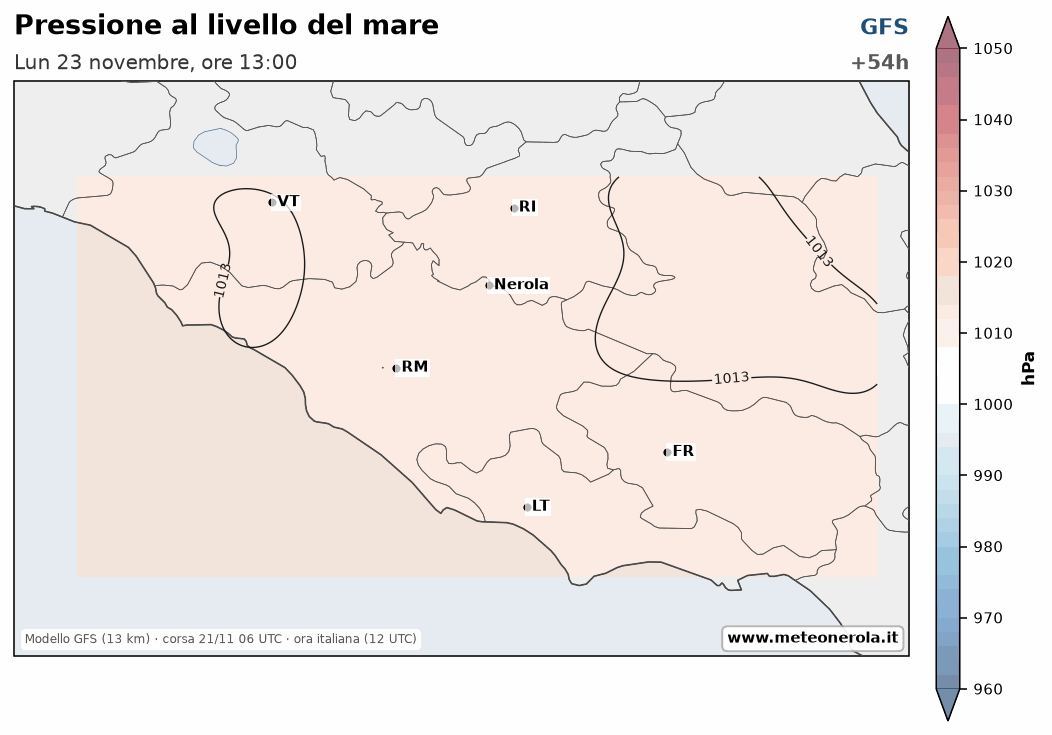 Pressione al livello del mare
GFS
Lun 23 novembre, ore 13:00
+54h
VT
RI
1013
1013
Nerola
RM
1013
FR
LT
Modello GFS (13 km) · corsa 21/11 06 UTC · ora italiana (12 UTC)
www.meteonerola.it
1050
1040
1030
1020
1010
1000
990
980
970
960
hPa